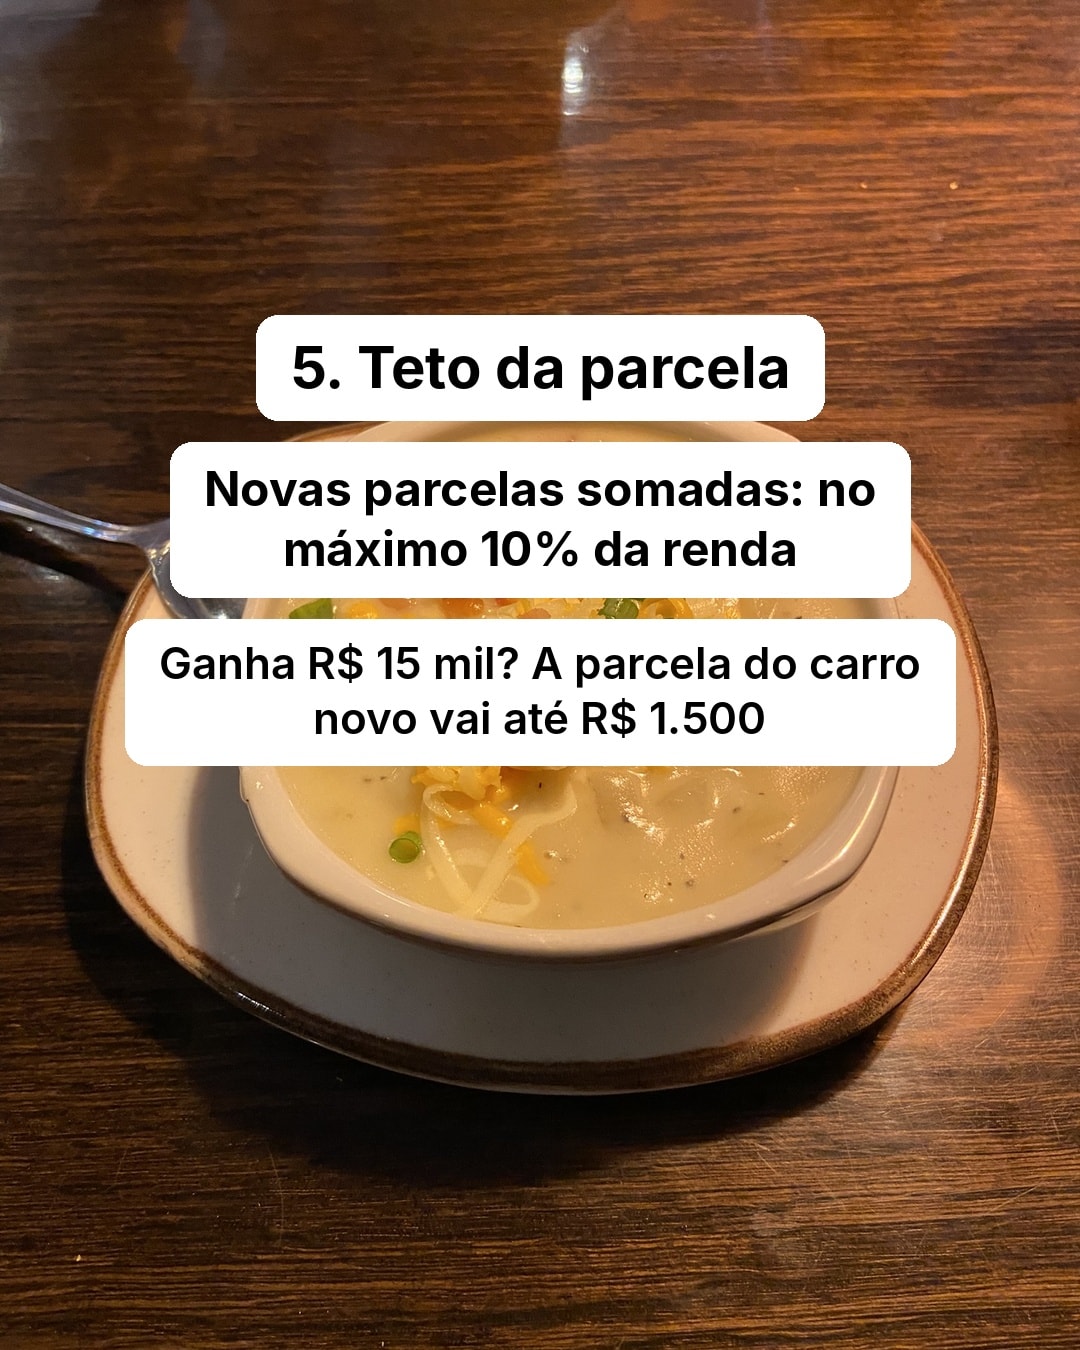 5. Teto da parcela
Novas parcelas somadas: no
máximo 10% da renda
Ganha R$ 15 mil? A parcela do carro
novo vai até R$ 1.500